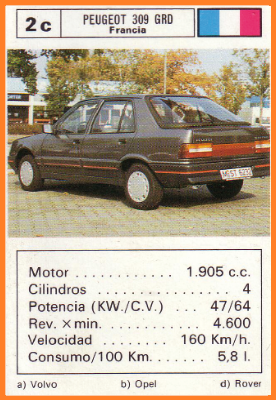 2c
PEUGEOT 309 GRD
Francia
Motor ............ 1.905 c.c.
Cilindros ............ 4
Potencia (KW./C.V.) ... 47/64
Rev. × min. .......... 4.600
Velocidad ....... 160 Km/h.
Consumo/100 Km. ...... 5,8 l.
a) Volvo b) Opel d) Rover